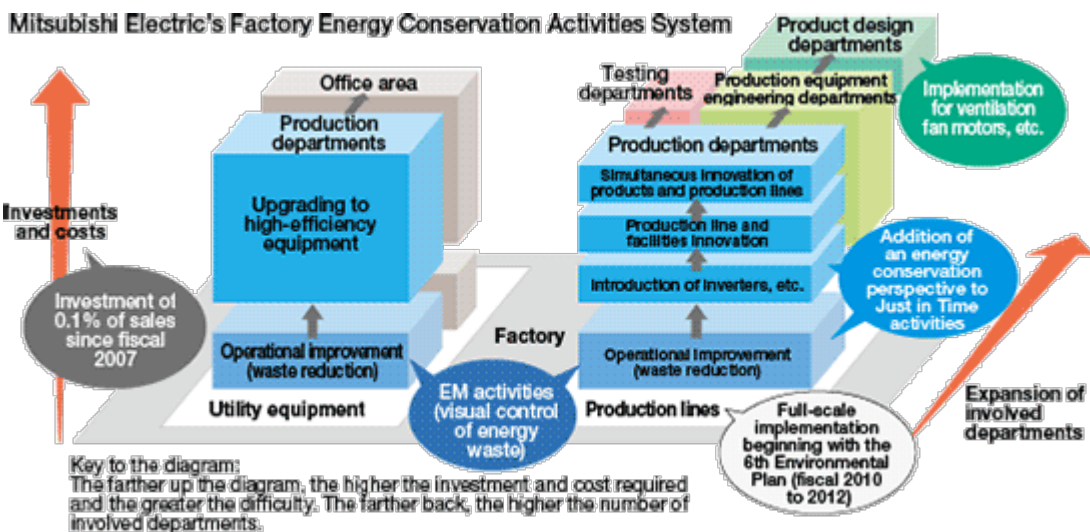 Mitsubishi Electric's Factory Energy Conservation Activities System
Investments
and costs
Investment of
0.1% of sales
since fiscal
2007
Office area
Production
departments
Upgrading to
high-efficiency
equipment
Operational improvement
(waste reduction)
Utility equipment
EM activities
(visual control
of energy
waste)
Factory
Product design
departments
Testing
departments
Production equipment
engineering departments
Production departments
Simultaneous innovation of
products and production lines
Production line and
facilities innovation
Introduction of inverters, etc.
Operational improvement
(waste reduction)
Production lines
Implementation
for ventilation
fan motors, etc.
Addition of
an energy
conservation
perspective to
Just in Time
activities
Full-scale
implementation
beginning with the
6th Environmental
Plan (fiscal 2010
to 2012)
Expansion of
involved
departments
Key to the diagram:
The farther up the diagram, the higher the investment and cost required
and the greater the difficulty. The farther back, the higher the number of
involved departments.